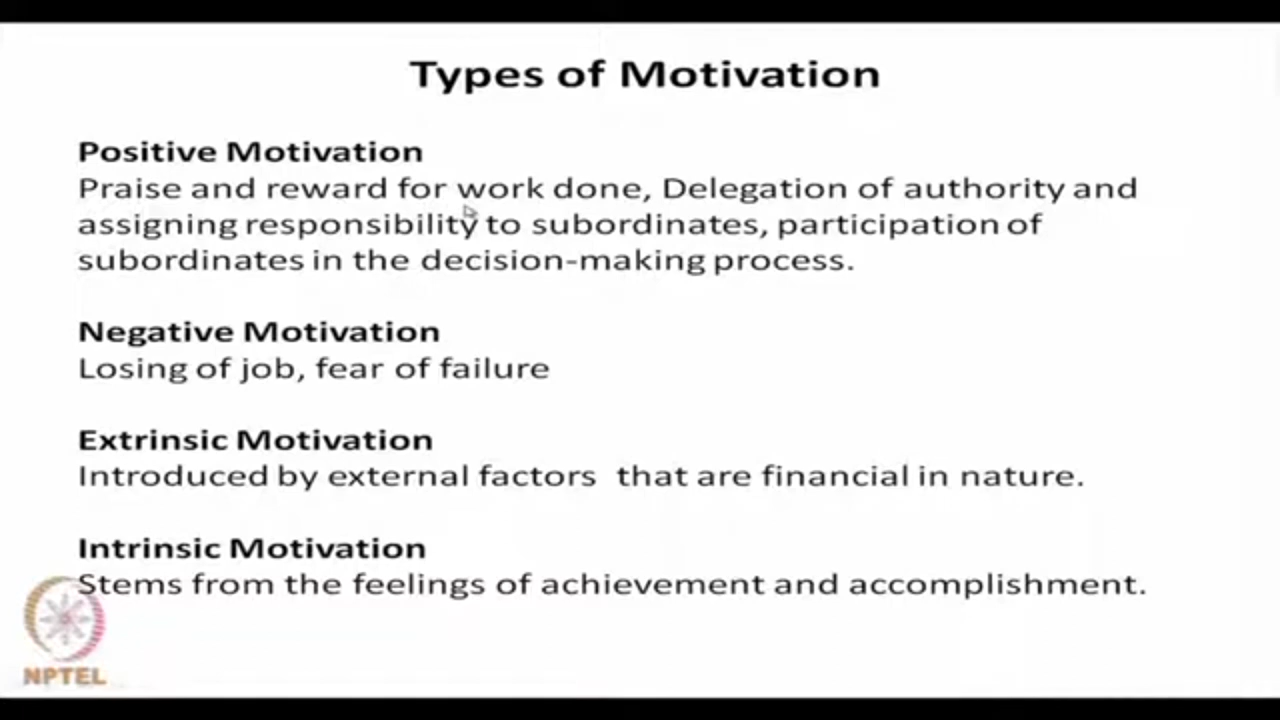 Types of Motivation
Positive Motivation
Praise and reward for work done, Delegation of authority and
assigning responsibility to subordinates, participation of
subordinates in the decision-making process.
Negative Motivation
Losing of job, fear of failure
Extrinsic Motivation
Introduced by external factors that are financial in nature.
Intrinsic Motivation
Stems from the feelings of achievement and accomplishment.
NPTEL